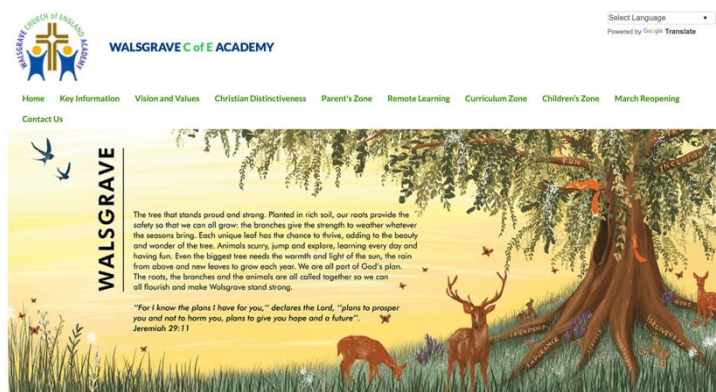 CHURCH of ENGLAND
WALSGRAVE
ACADEMY
WALSGRAVE C of E ACADEMY
Select Language
Powered by Google Translate
Home Key Information Vision and Values Christian Distinctiveness Parent's Zone Remote Learning Curriculum Zone Children's Zone March Reopening
Contact Us
WALSGRAVE
The tree that stands proud and strong. Planted in rich soil, our roots provide the
safety so that we can all grow: the branches give the strength to weather whatever
the seasons bring. Each unique leaf has the chance to thrive, adding to the beauty
and wonder of the tree. Animals scurry, jump and explore, learning every day and
having fun. Even the biggest tree needs the warmth and light of the sun, the rain
from above and new leaves to grow each year. We are all part of God's plan.
The roots, the branches and the animals are all called together so we can
all flourish and make Walsgrave stand strong.
"For I know the plans I have for you," declares the Lord, "plans to prosper
you and not to harm you, plans to give you hope and a future".
Jeremiah 29:11
HOPE
FRIENDSHIP
ENDURANCE
SERVICE
FORGIVENESS